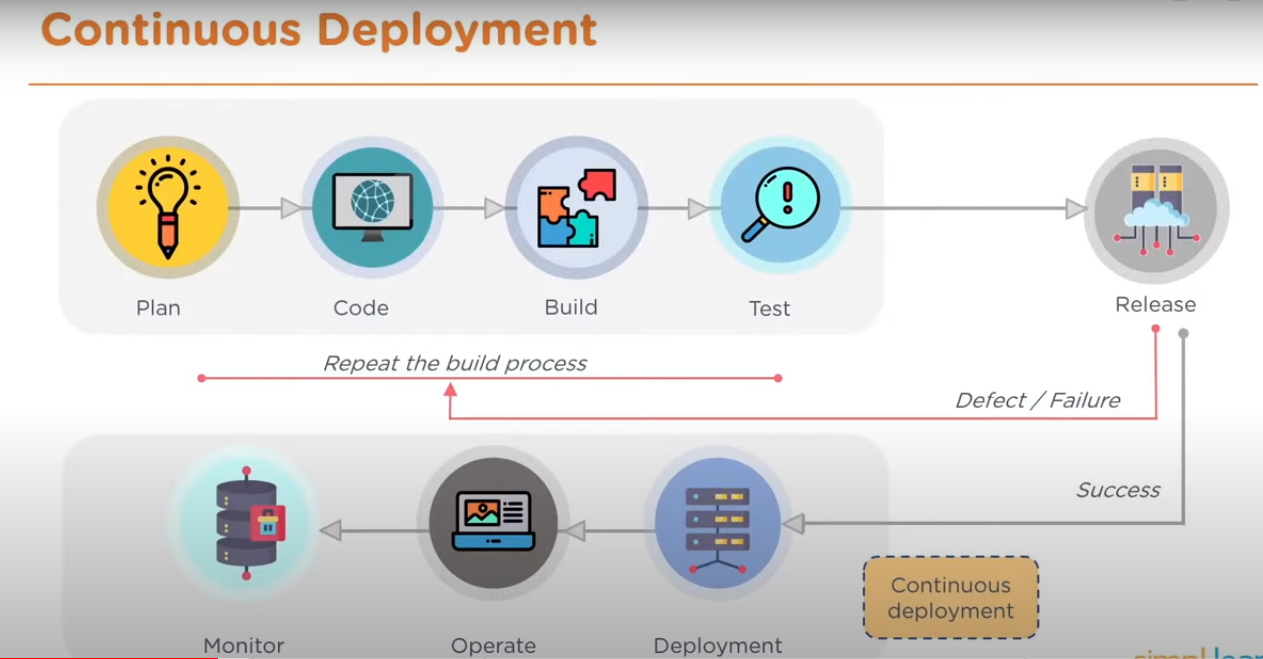 Continuous Deployment
Plan
Code
Build
Test
Release
Repeat the build process
Defect / Failure
Success
Continuous
deployment
Monitor
Operate
Deployment